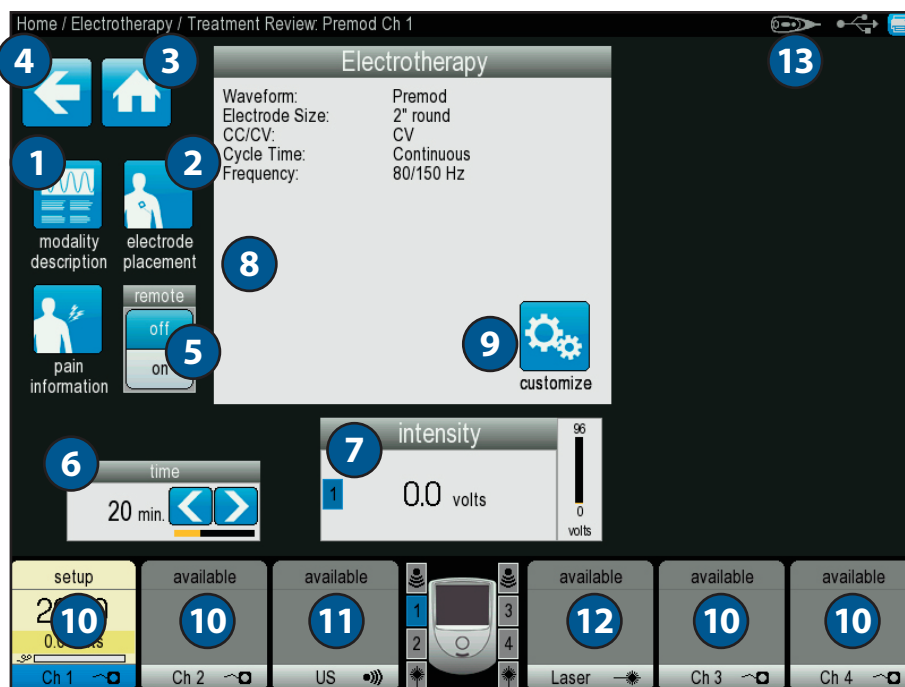 Home / Electrotherapy / Treatment Review: Premod Ch 1
4
3
13
Electrotherapy
Waveform: Premod
Electrode Size: 2" round
CC/CV: CV
Cycle Time: Continuous
Frequency: 80/150 Hz
1
2
modality
description
electrode
placement
8
remote
off
on
5
pain
information
9
customize
6
time
20 min.
7
intensity
1
0.0 volts
96
0
volts
setup
10
Ch 1
available
10
Ch 2
available
11
US
1
2
3
4
available
12
Laser
available
10
Ch 3
available
10
Ch 4